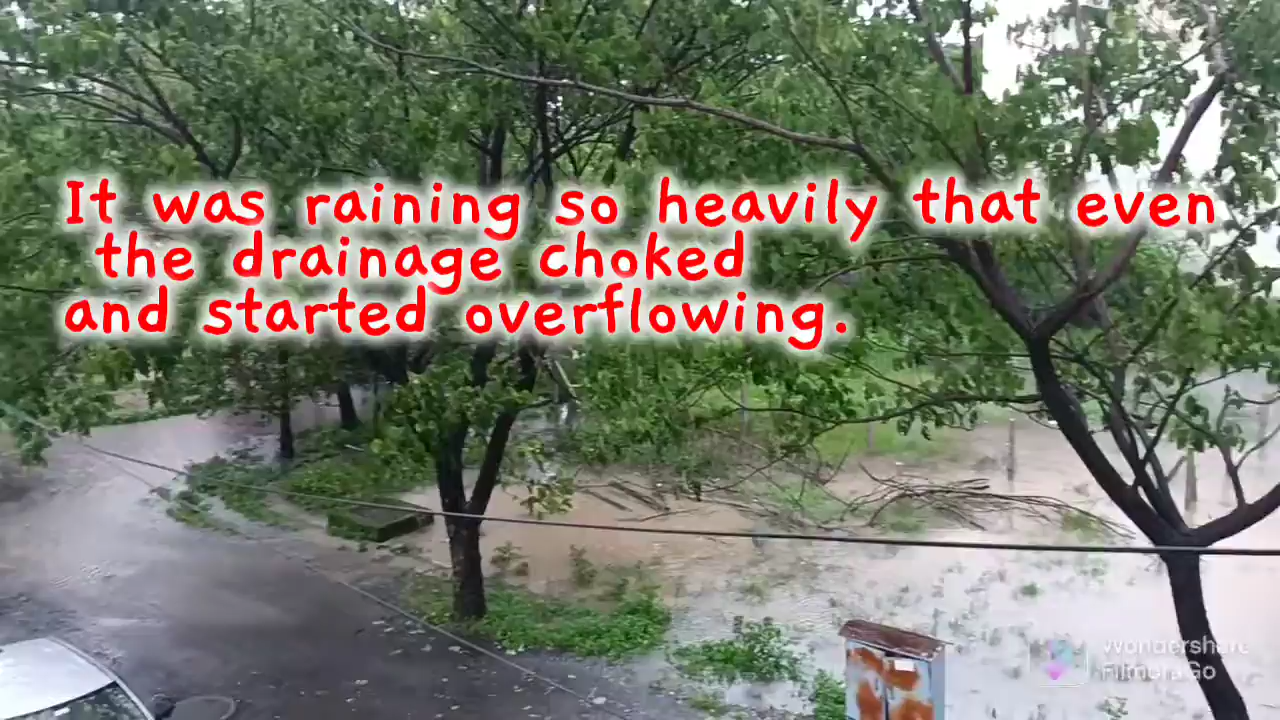 It was raining so heavily that even
the drainage choked
and started overflowing.
Wondershare
Filmora Go